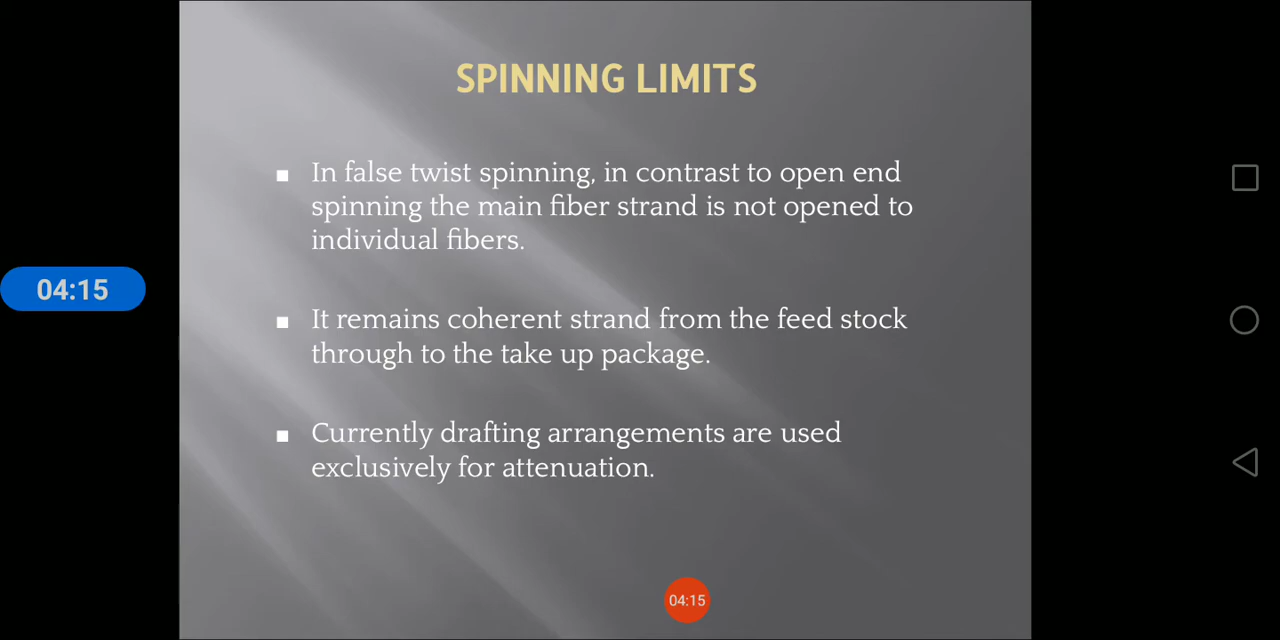 SPINNING LIMITS
In false twist spinning, in contrast to open end
spinning the main fiber strand is not opened to
individual fibers.
04:15
It remains coherent strand from the feed stock
through to the take up package.
Currently drafting arrangements are used
exclusively for attenuation.
04:15